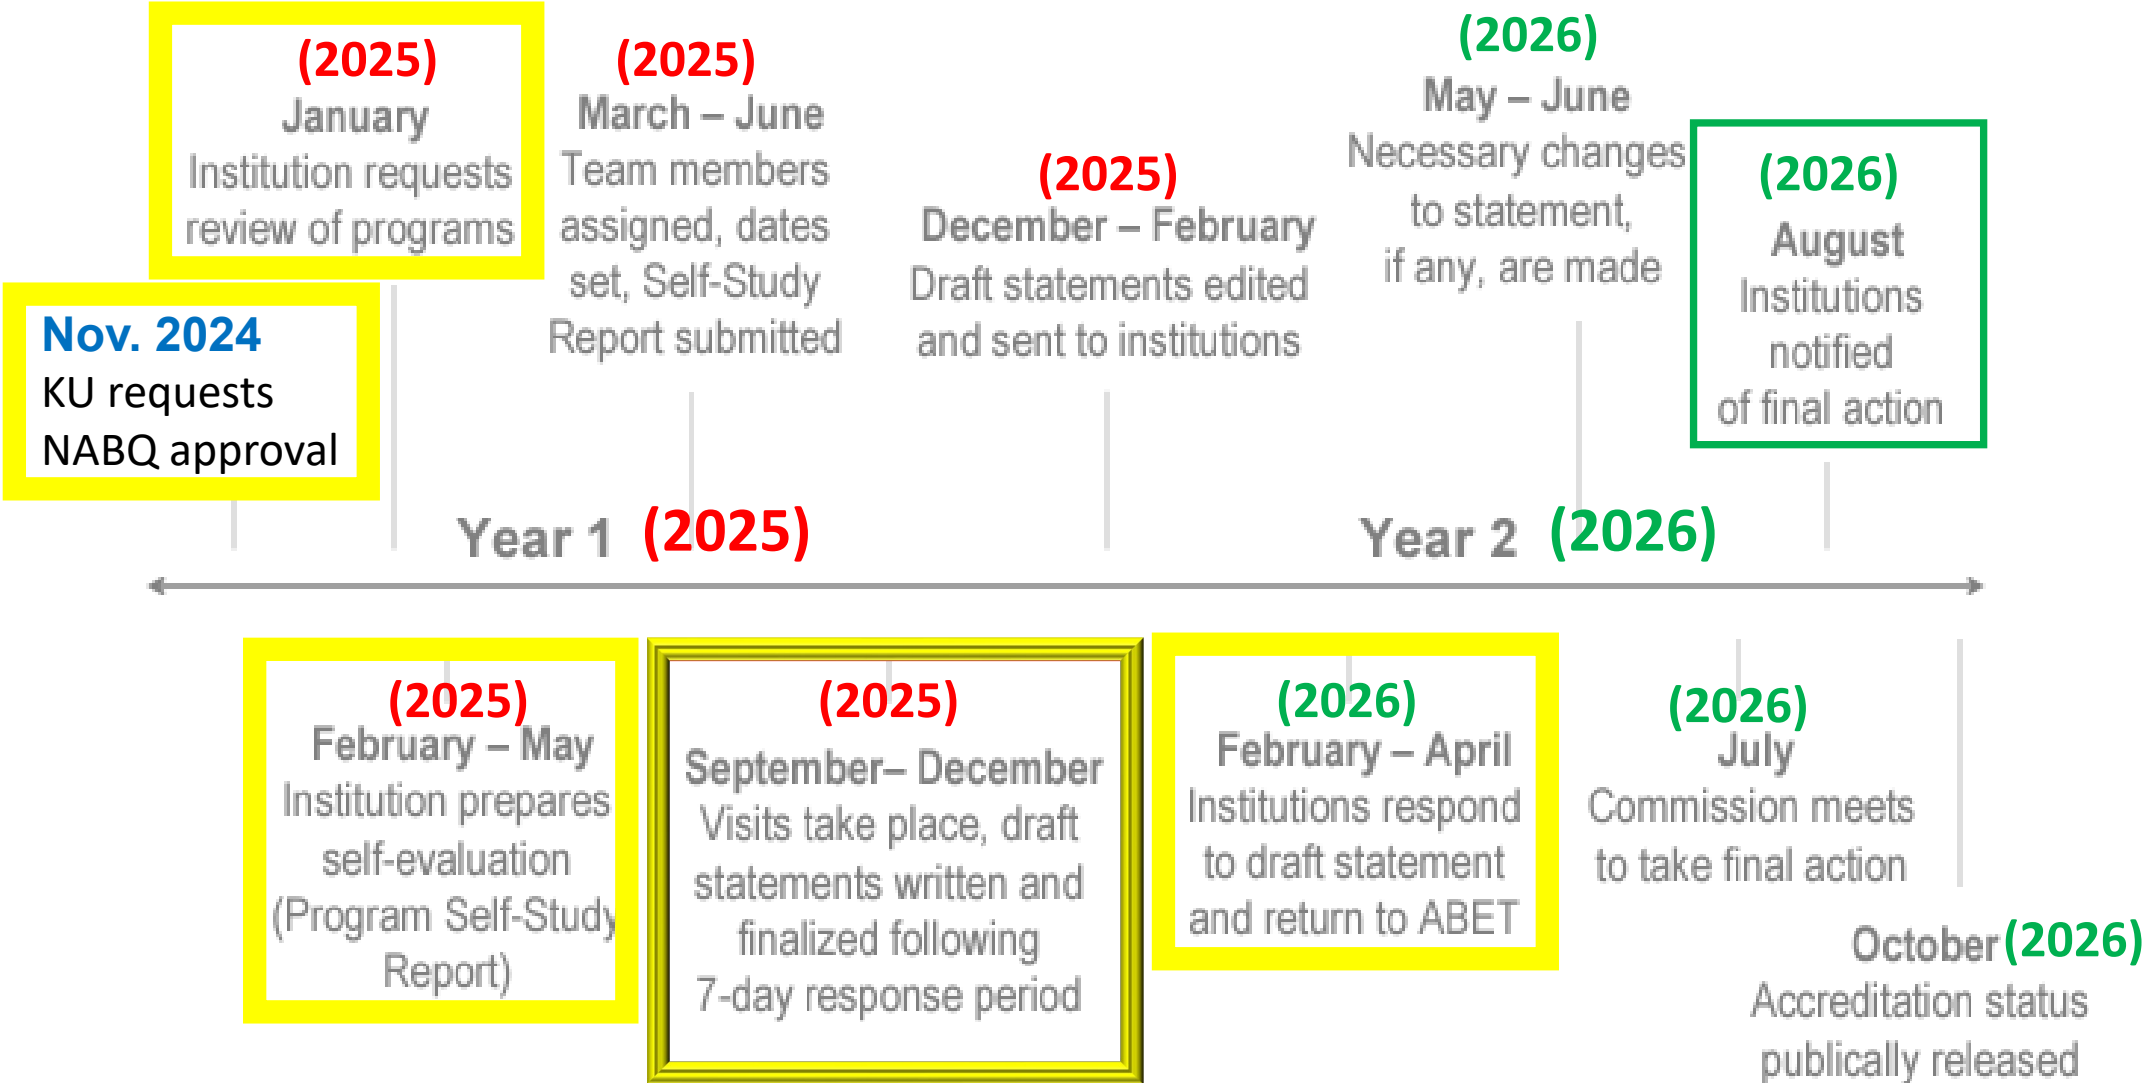 (2025)
January
Institution requests
review of programs
Nov. 2024
KU requests
NABQ approval
(2025)
March – June
Team members
assigned, dates
set, Self-Study
Report submitted
(2025)
December – February
Draft statements edited
and sent to institutions
(2026)
May – June
Necessary changes
to statement,
if any, are made
(2026)
August
Institutions
notified
of final action
Year 1 (2025)
Year 2 (2026)
(2025)
February – May
Institution prepares
self-evaluation
(Program Self-Study
Report)
(2025)
September– December
Visits take place, draft
statements written and
finalized following
7-day response period
(2026)
February – April
Institutions respond
to draft statement
and return to ABET
(2026)
July
Commission meets
to take final action
October (2026)
Accreditation status
publically released